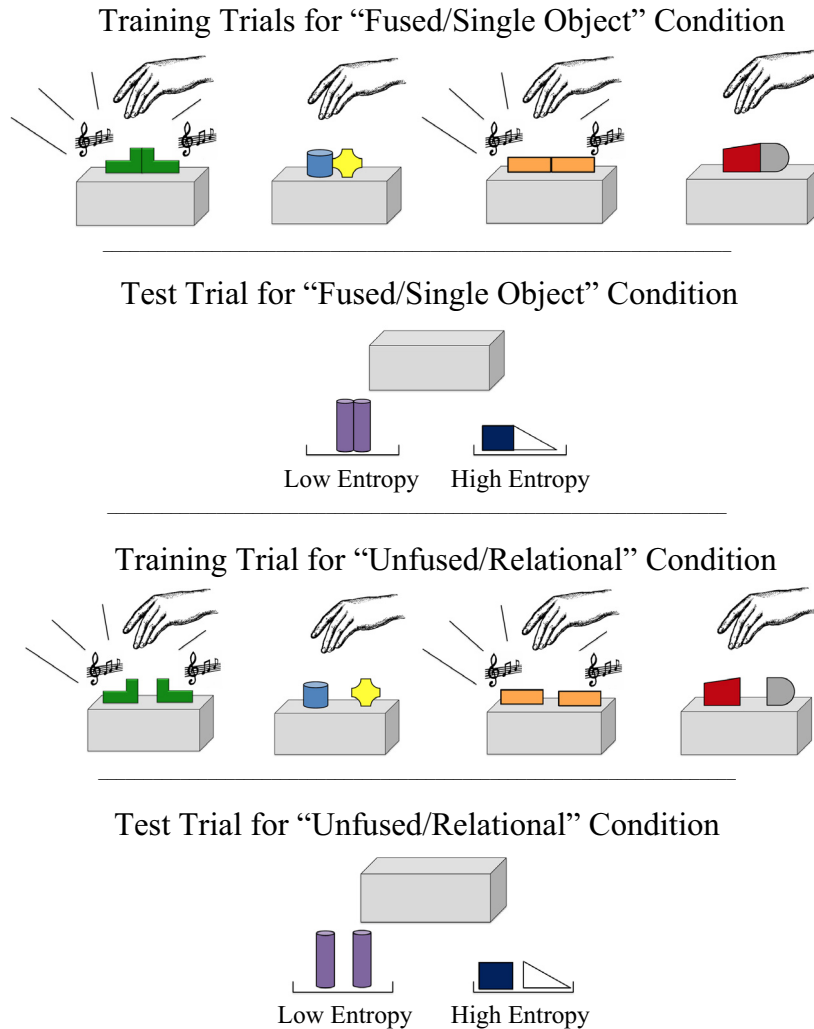 Training Trials for “Fused/Single Object” Condition
Test Trial for “Fused/Single Object” Condition
Low Entropy High Entropy
Training Trial for “Unfused/Relational” Condition
Test Trial for “Unfused/Relational” Condition
Low Entropy High Entropy